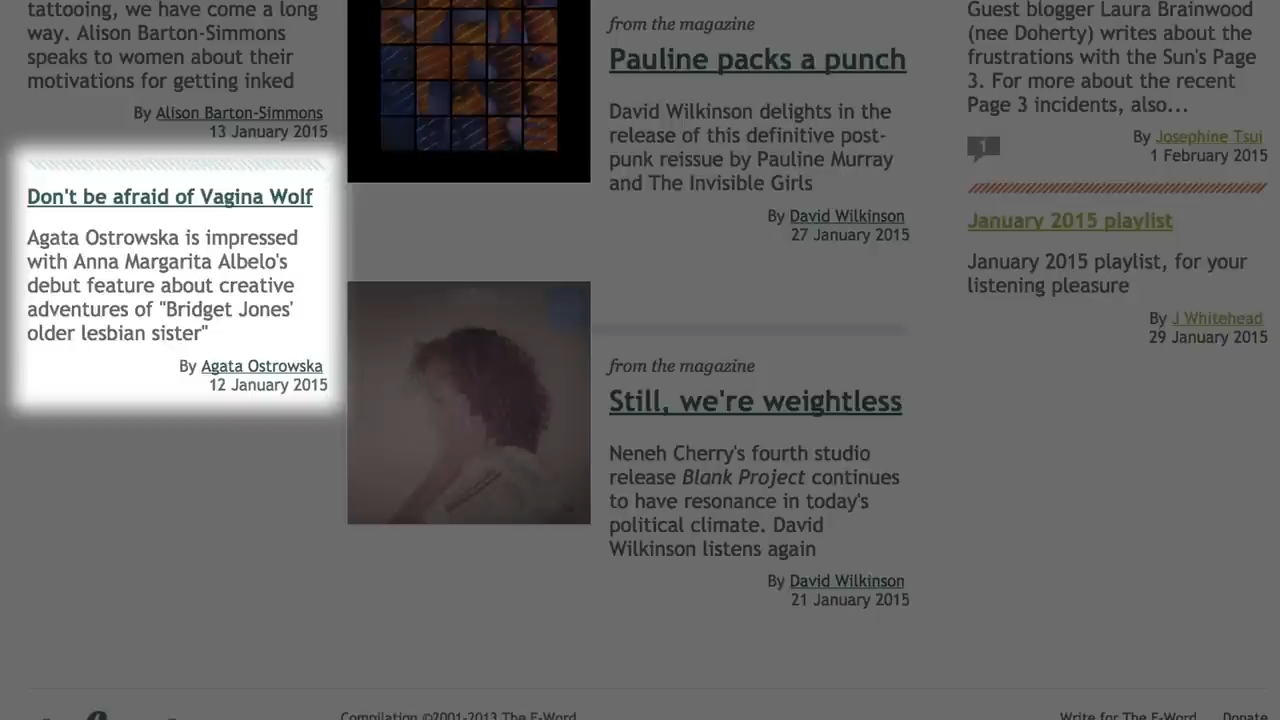 tattooing, we have come a long
way. Alison Barton-Simmons
speaks to women about their
motivations for getting inked
By Alison Barton-Simmons
13 January 2015
Don't be afraid of Vagina Wolf
Agata Ostrowska is impressed
with Anna Margarita Albelo's
debut feature about creative
adventures of "Bridget Jones'
older lesbian sister"
By Agata Ostrowska
12 January 2015
from the magazine
Pauline packs a punch
David Wilkinson delights in the
release of this definitive post-
punk reissue by Pauline Murray
and The Invisible Girls
By David Wilkinson
27 January 2015
from the magazine
Still, we're weightless
Neneh Cherry's fourth studio
release Blank Project continues
to have resonance in today's
political climate. David
Wilkinson listens again
By David Wilkinson
21 January 2015
Guest blogger Laura Brainwood
(nee Doherty) writes about the
frustrations with the Sun's Page
3. For more about the recent
Page 3 incidents, also...
1
By Josephine Tsui
1 February 2015
January 2015 playlist
January 2015 playlist, for your
listening pleasure
By J Whitehead
29 January 2015
Compilation ©2001-2013 The F-Word
Write for The F-Word Donate